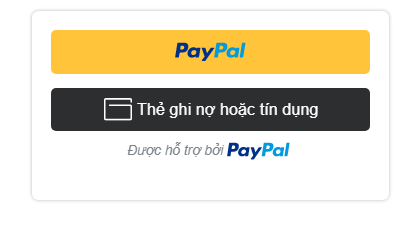 PayPal
Thẻ ghi nợ hoặc tín dụng
Được hỗ trợ bởi PayPal